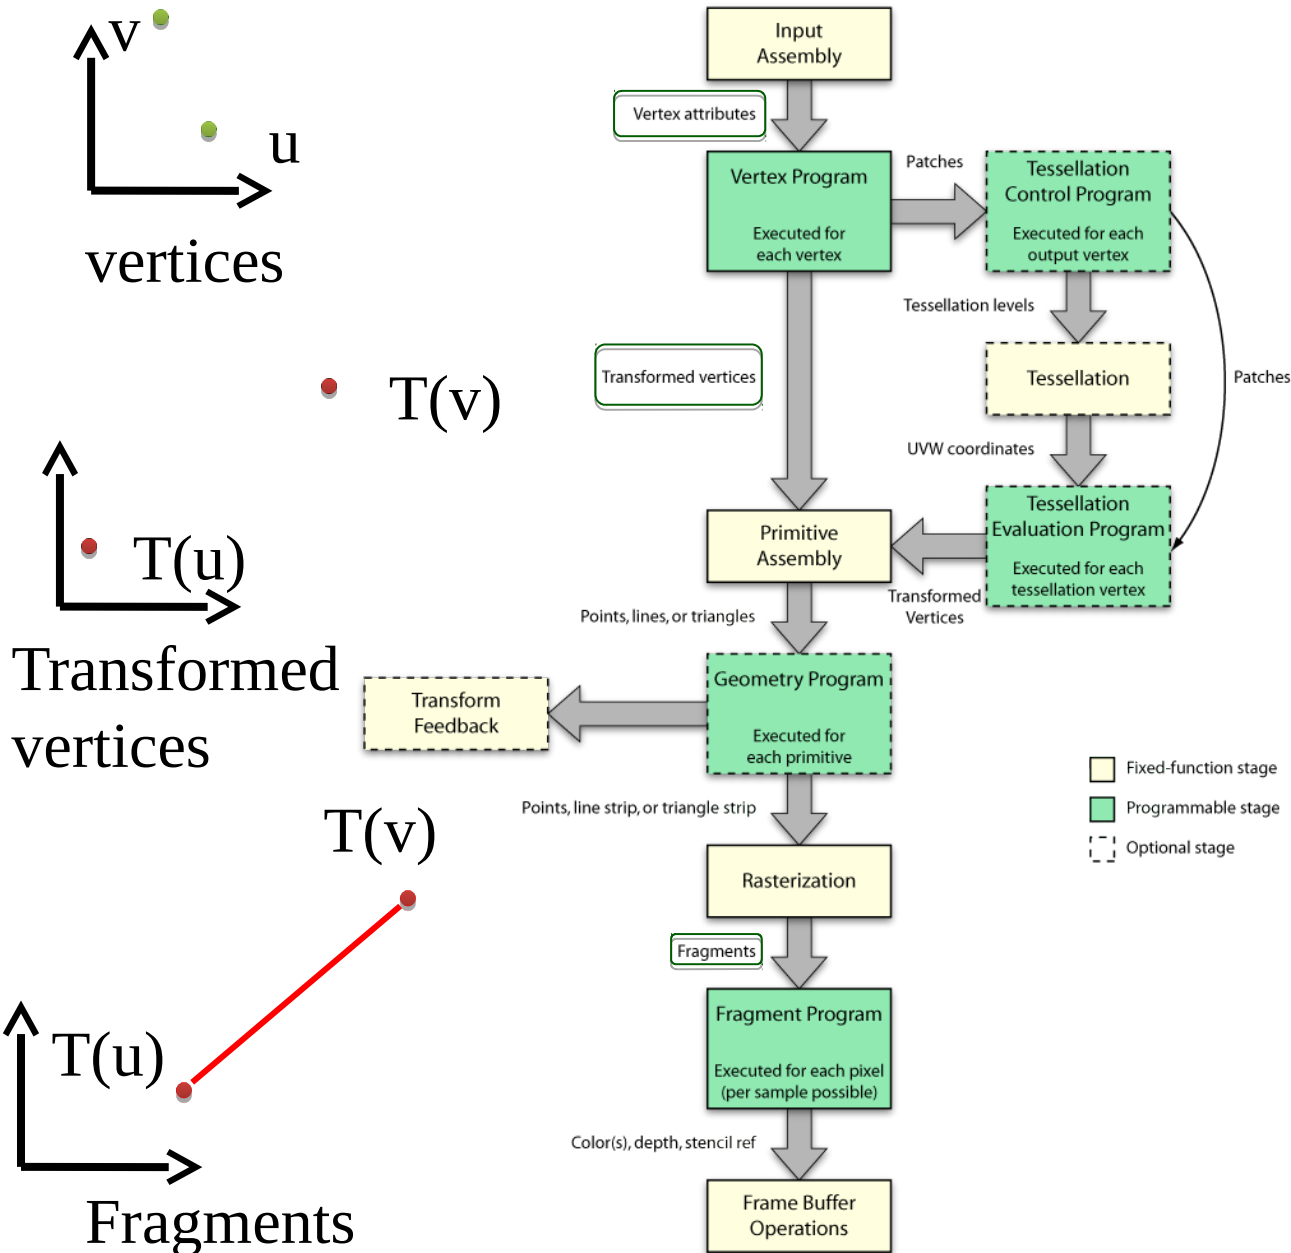 v
u
vertices
T(v)
T(u)
Transformed
vertices
T(v)
T(u)
Fragments
Input
Assembly
Vertex attributes
Vertex Program
Executed for
each vertex
Patches
Tessellation
Control Program
Executed for each
output vertex
Tessellation levels
Transformed vertices
Tessellation
Patches
UVW coordinates
Tessellation
Evaluation Program
Executed for each
tessellation vertex
Primitive
Assembly
Transformed
Vertices
Points, lines, or triangles
Geometry Program
Executed for
each primitive
Transform
Feedback
Points, line strip, or triangle strip
Fixed-function stage
Programmable stage
Optional stage
Rasterization
Fragments
Fragment Program
Executed for each pixel
(per sample possible)
Color(s), depth, stencil ref
Frame Buffer
Operations